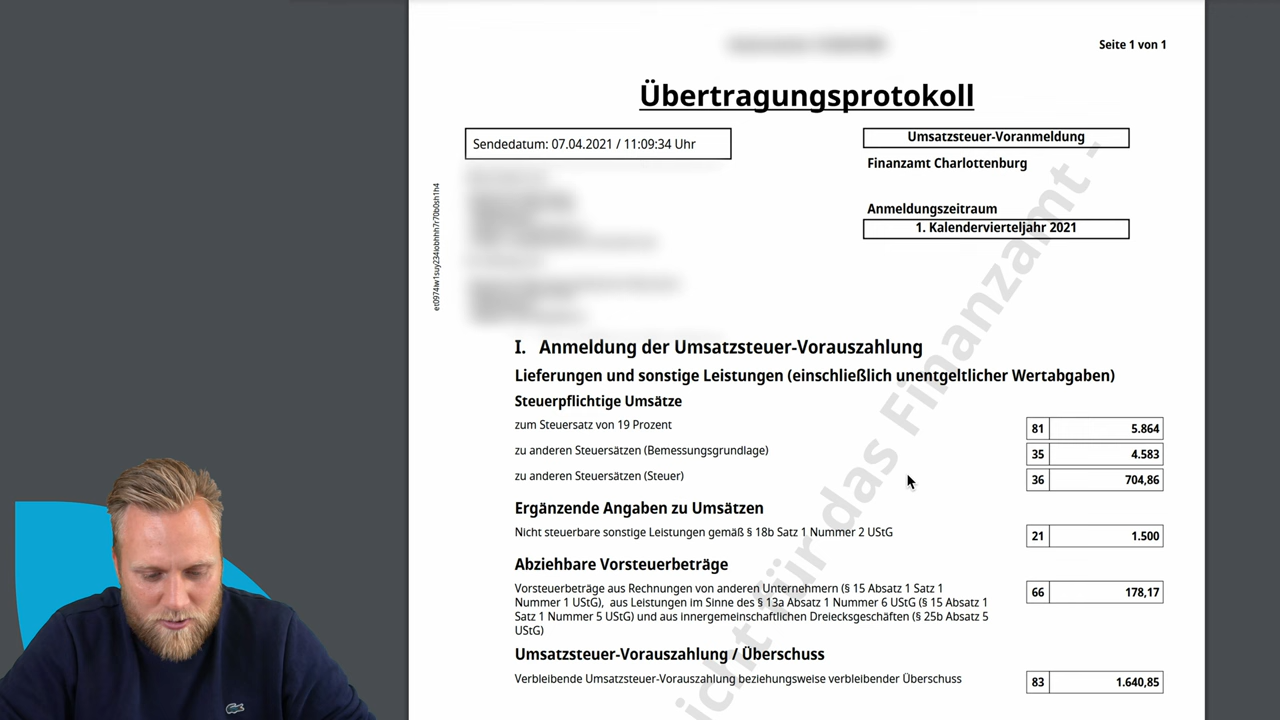 Seite 1 von 1
Übertragungsprotokoll
Sendedatum: 07.04.2021 / 11:09:34 Uhr
Umsatzsteuer-Voranmeldung
Finanzamt Charlottenburg
Anmeldungszeitraum
1. Kalendervierteljahr 2021
I. Anmeldung der Umsatzsteuer-Vorauszahlung
Lieferungen und sonstige Leistungen (einschließlich unentgeltlicher Wertabgaben)
Steuerpflichtige Umsätze
zum Steuersatz von 19 Prozent 81 5.864
zu anderen Steuersätzen (Bemessungsgrundlage) 35 4.583
zu anderen Steuersätzen (Steuer) 36 704,86
Ergänzende Angaben zu Umsätzen
Nicht steuerbare sonstige Leistungen gemäß § 18b Satz 1 Nummer 2 UStG 21 1.500
Abziehbare Vorsteuerbeträge
Vorsteuerbeträge aus Rechnungen von anderen Unternehmern (§ 15 Absatz 1 Satz 1 66 178,17
Nummer 1 UStG), aus Leistungen im Sinne des § 13a Absatz 1 Nummer 6 UStG (§ 15 Absatz 1
Satz 1 Nummer 5 UStG) und aus innergemeinschaftlichen Dreiecksgeschäften (§ 25b Absatz 5
UStG)
Umsatzsteuer-Vorauszahlung / Überschuss
Verbleibende Umsatzsteuer-Vorauszahlung beziehungsweise verbleibender Überschuss 83 1.640,85
für das Finanzamt -